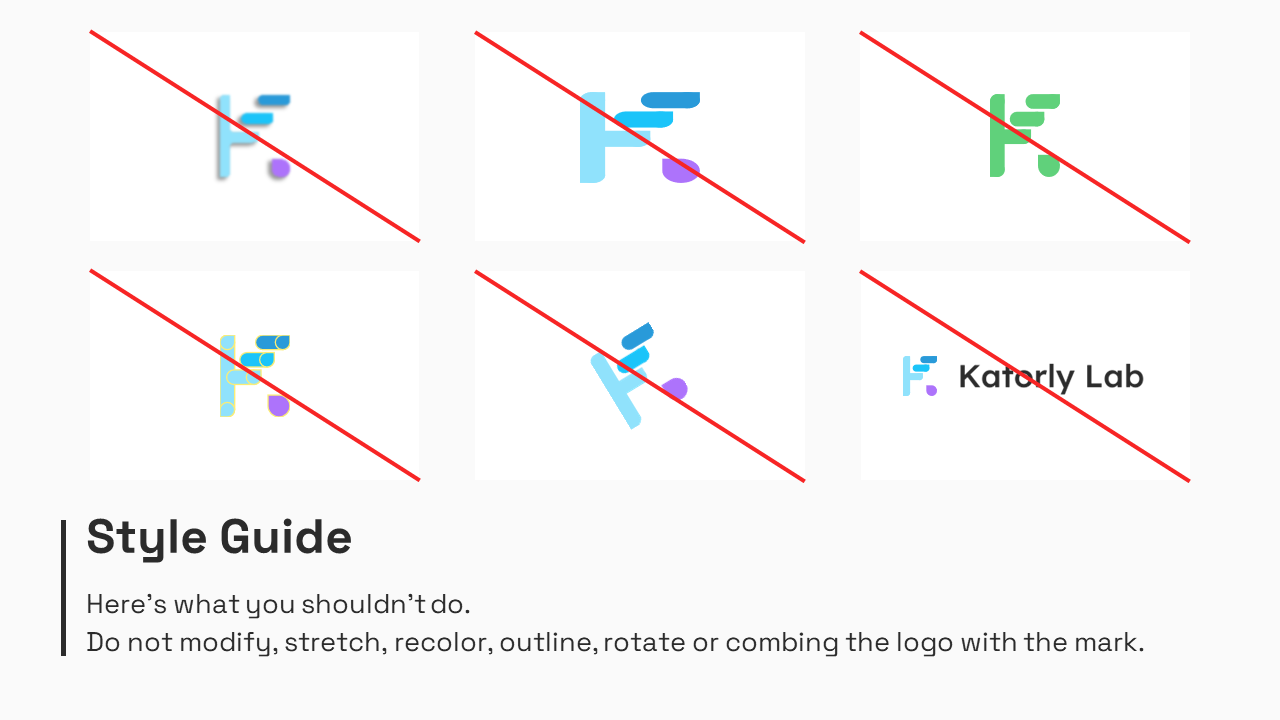 Katorly Lab
Style Guide
Here's what you shouldn't do.
Do not modify, stretch, recolor, outline, rotate or combing the logo with the mark.